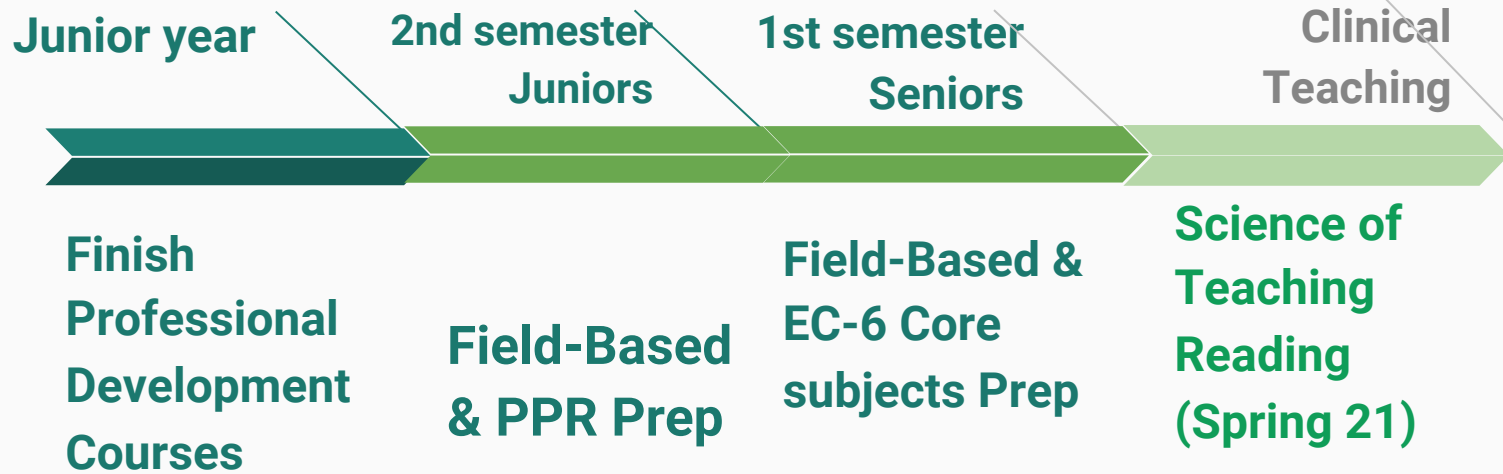 Junior year
2nd semester
Juniors
1st semester
Seniors
Clinical
Teaching
Finish
Professional
Development
Courses
Field-Based
& PPR Prep
Field-Based &
EC-6 Core
subjects Prep
Science of
Teaching
Reading
(Spring 21)